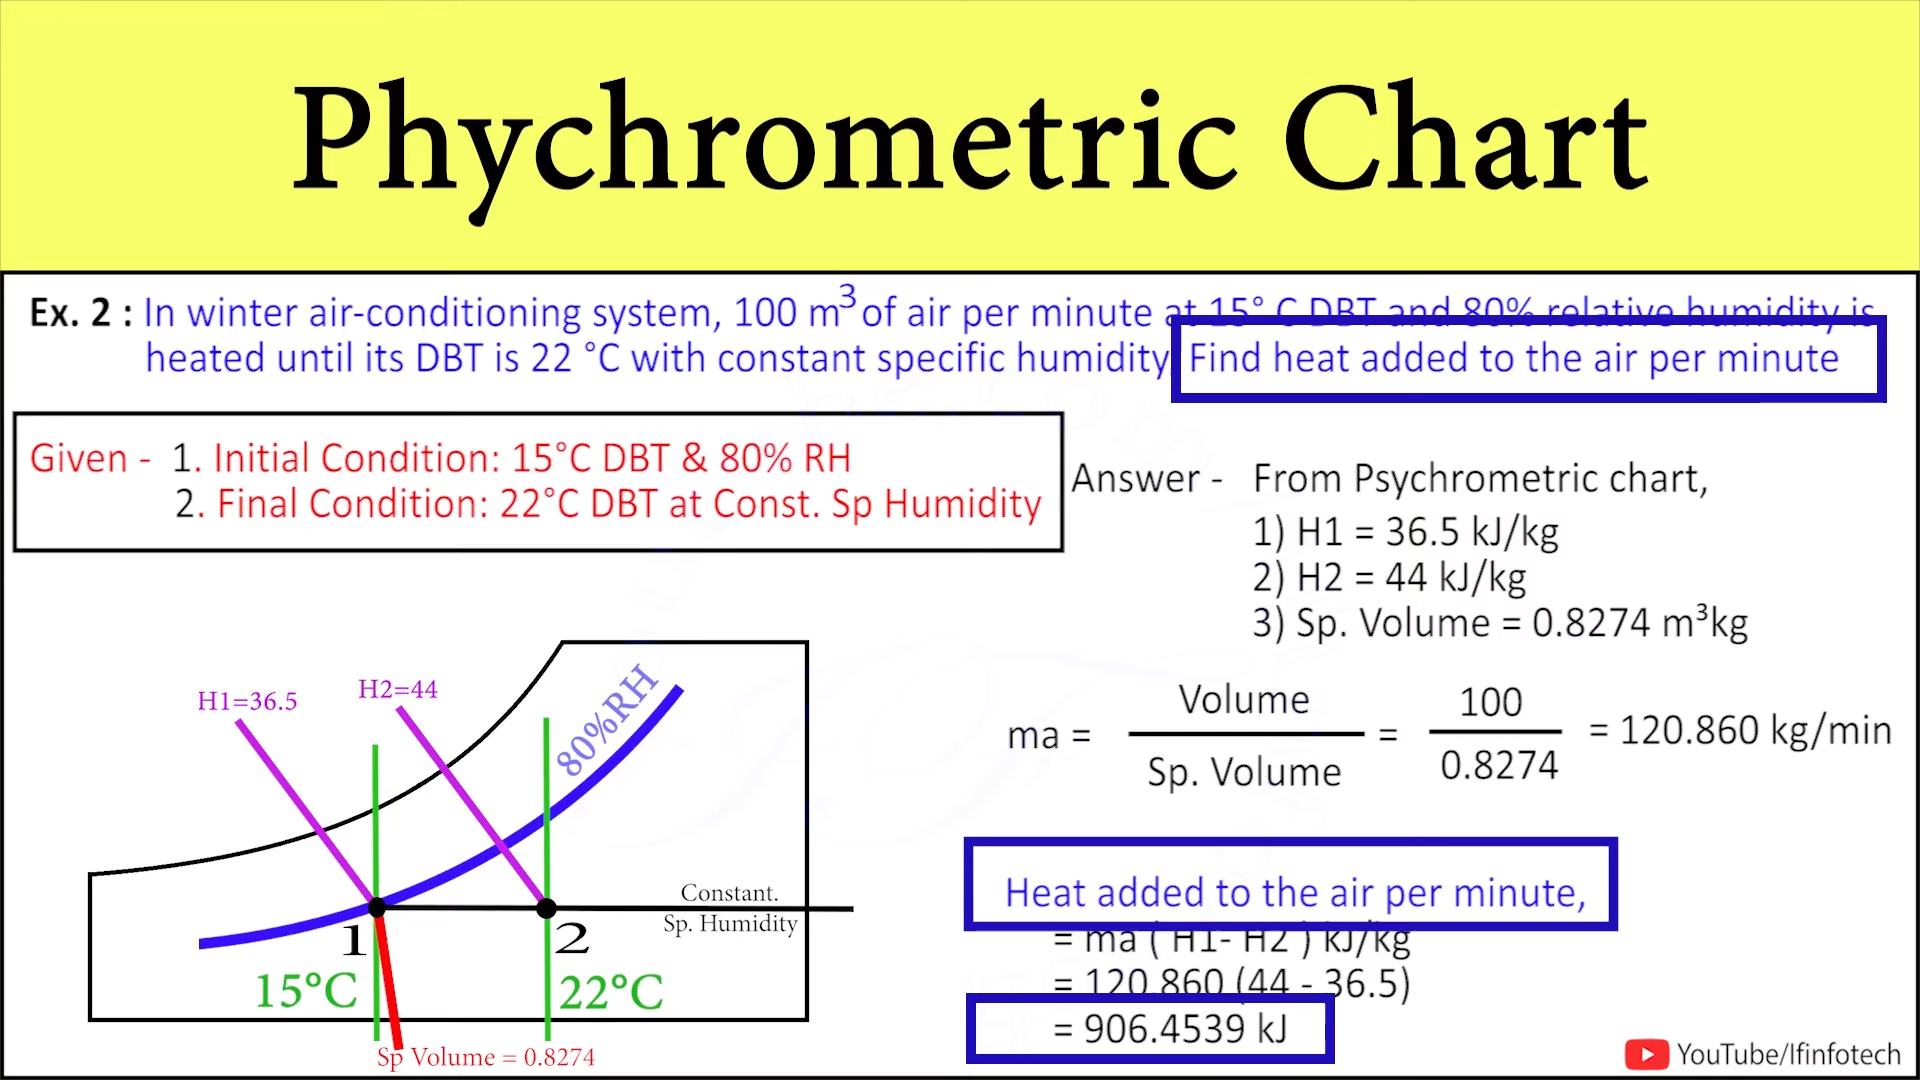 Phychrometric Chart
Ex. 2 : In winter air-conditioning system, 100 m³ of air per minute at 15° C DBT and 80% relative humidity is
heated until its DBT is 22 °C with constant specific humidity, Find heat added to the air per minute
Given - 1. Initial Condition: 15°C DBT & 80% RH
2. Final Condition: 22°C DBT at Const. Sp Humidity
Answer - From Psychrometric chart,
1) H1 = 36.5 kJ/kg
2) H2 = 44 kJ/kg
3) Sp. Volume = 0.8274 m³kg
ma = Volume / Sp. Volume = 100 / 0.8274 = 120.860 kg/min
Heat added to the air per minute,
= ma ( H1- H2 ) kJ/kg
= 120.860 (44 - 36.5)
= 906.4539 kJ
H1=36.5
H2=44
80%RH
Constant.
Sp. Humidity
1
2
15°C
22°C
Sp Volume = 0.8274
YouTube/Ifinfotech